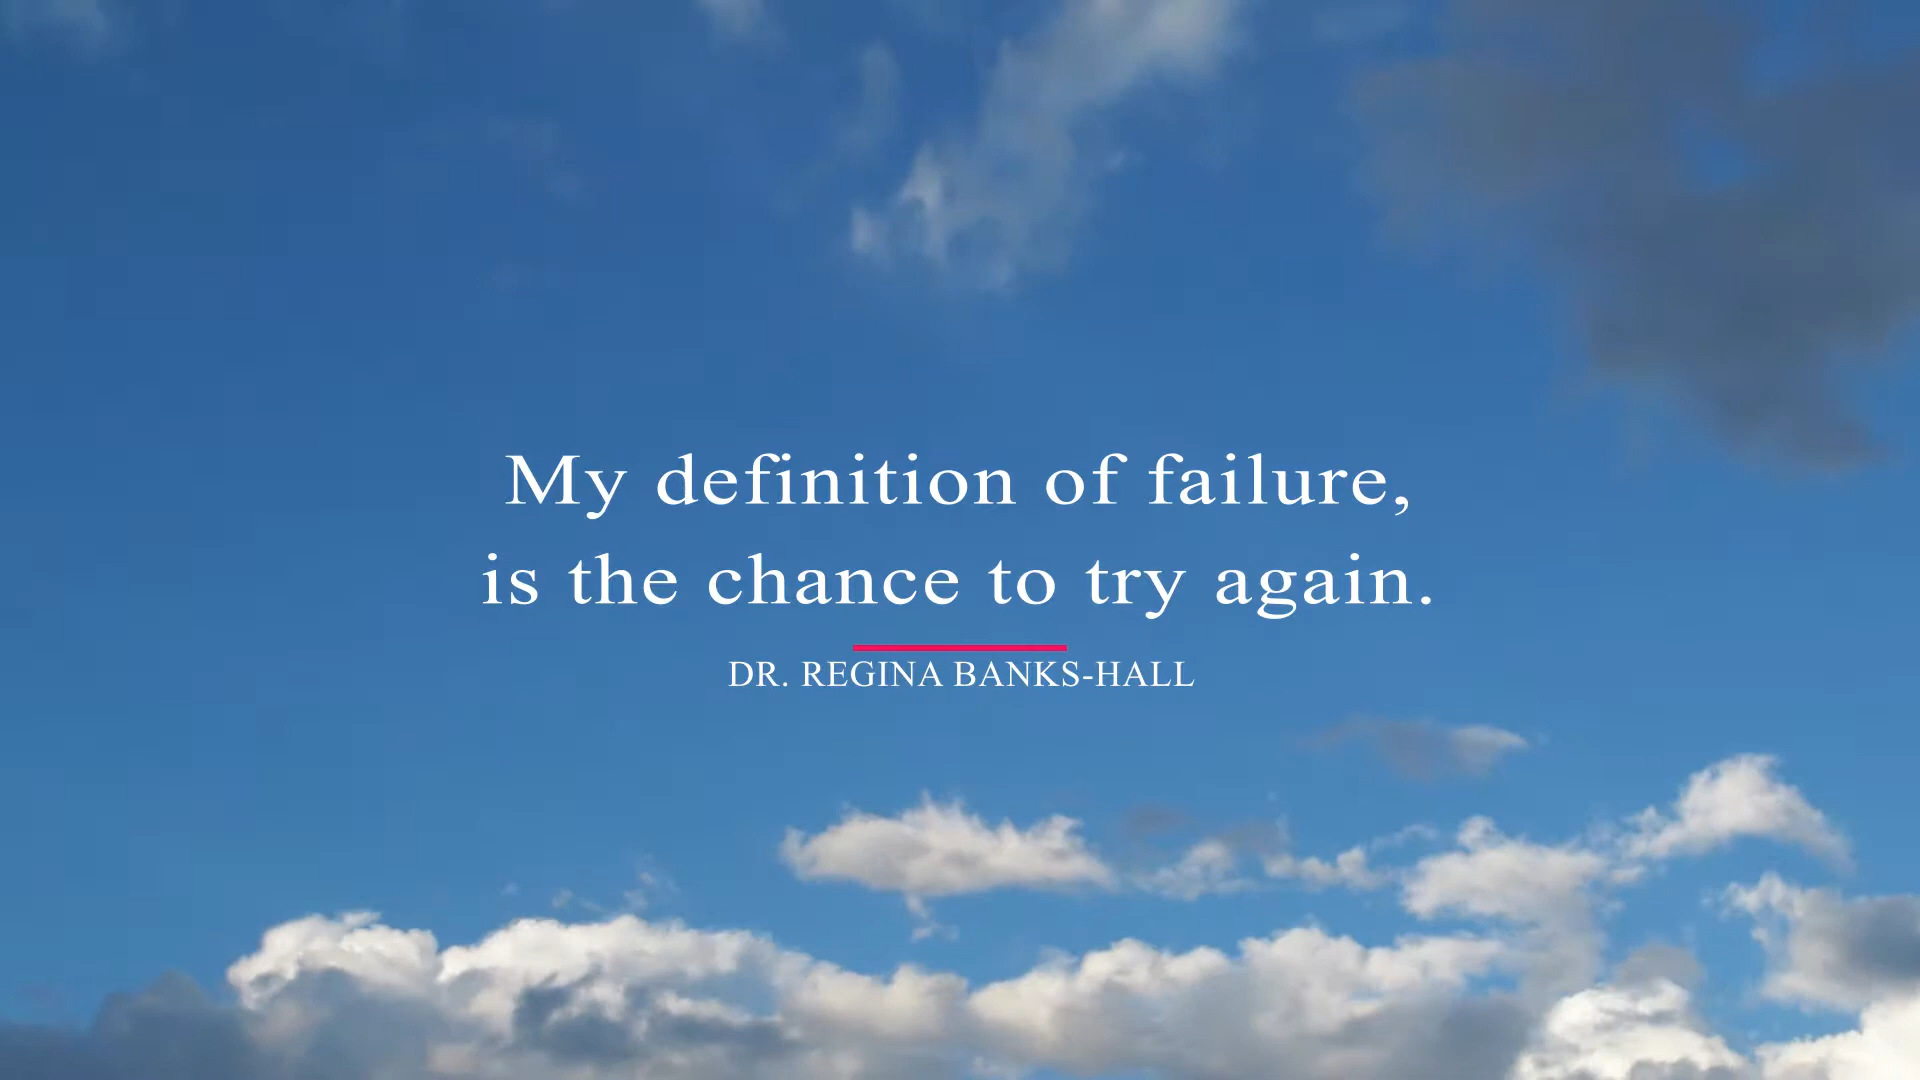 My definition of failure,
is the chance to try again.
DR. REGINA BANKS-HALL